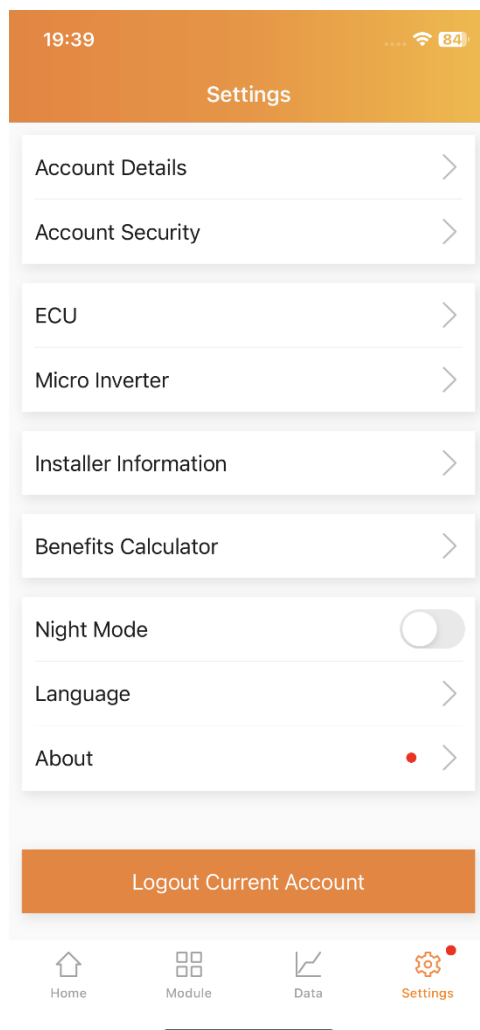 19:39
84
Settings
Account Details
Account Security
ECU
Micro Inverter
Installer Information
Benefits Calculator
Night Mode
Language
About
Logout Current Account
Home
Module
Data
Settings